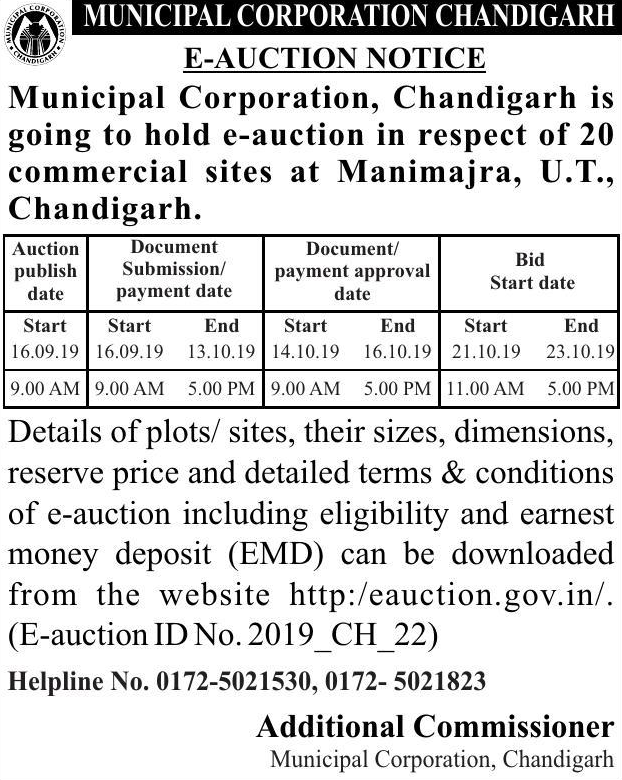 MUNICIPAL CORPORATION CHANDIGARH
MUNICIPAL CORPORATION
CHANDIGARH
E-AUCTION NOTICE
Municipal Corporation, Chandigarh is
going to hold e-auction in respect of 20
commercial sites at Manimajra, U.T.,
Chandigarh.
Auction publish date | Document Submission/ payment date | Document/ payment approval date | Bid Start date
Start | Start End | Start End | Start End
16.09.19 | 16.09.19 13.10.19 | 14.10.19 16.10.19 | 21.10.19 23.10.19
9.00 AM | 9.00 AM 5.00 PM | 9.00 AM 5.00 PM | 11.00 AM 5.00 PM
Details of plots/ sites, their sizes, dimensions,
reserve price and detailed terms & conditions
of e-auction including eligibility and earnest
money deposit (EMD) can be downloaded
from the website http:/eauction.gov.in/.
(E-auction ID No. 2019_CH_22)
Helpline No. 0172-5021530, 0172- 5021823
Additional Commissioner
Municipal Corporation, Chandigarh